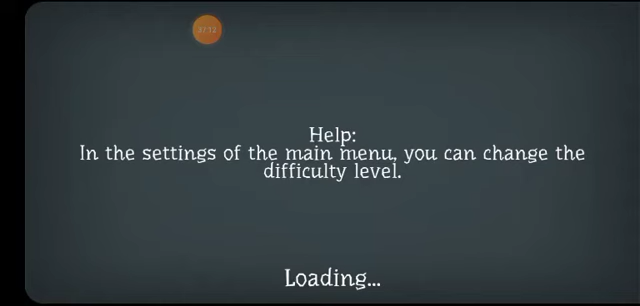 Help:
In the settings of the main menu, you can change the
difficulty level.
Loading...